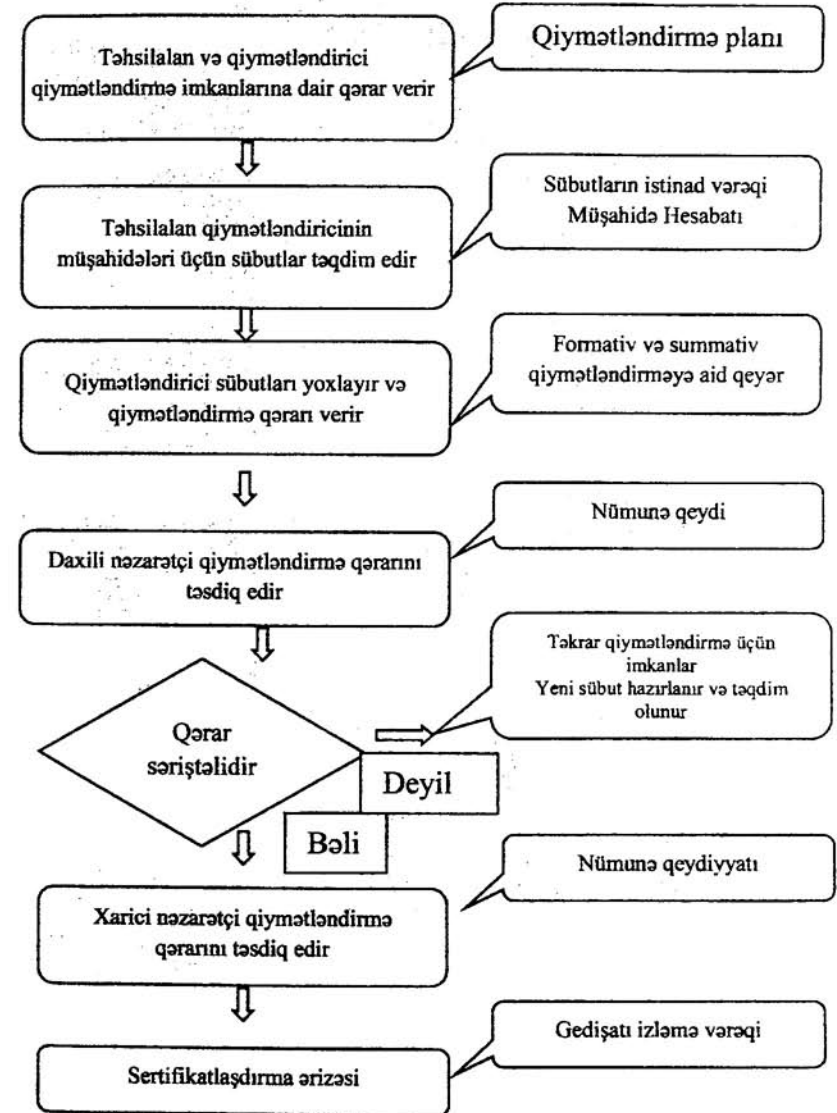 Təhsilalan və qiymətləndirici
qiymətləndirmə imkanlarına dair qərar verir
Qiymətləndirmə planı
Təhsilalan qiymətləndiricinin
müşahidələri üçün sübutlar təqdim edir
Sübutların istinad vərəqi
Müşahidə Hesabatı
Qiymətləndirici sübutları yoxlayır və
qiymətləndirmə qərarı verir
Formativ və summativ
qiymətləndirməyə aid qeyər
Daxili nəzarətçi qiymətləndirmə qərarını
təsdiq edir
Nümunə qeydi
Qərar
səriştəlidir
Təkrar qiymətləndirmə üçün
imkanlar
Yeni sübut hazırlanır və təqdim
olunur
Deyil
Bəli
Xarici nəzarətçi qiymətləndirmə
qərarını təsdiq edir
Nümunə qeydiyyatı
Sertifikatlaşdırma ərizəsi
Gedişatı izləmə vərəqi